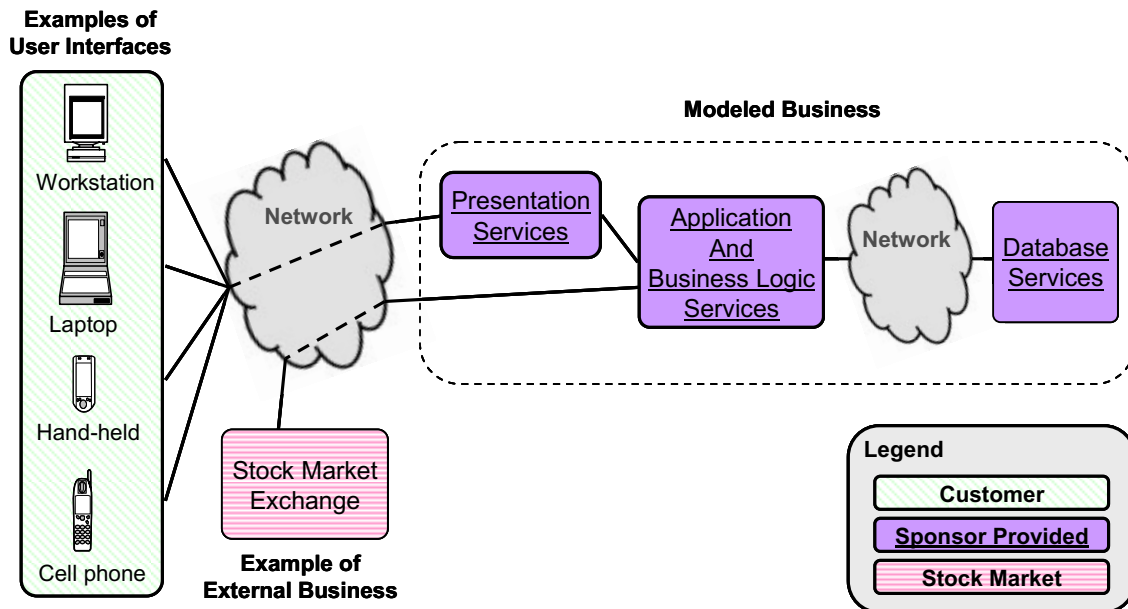 Examples of
User Interfaces
Workstation
Laptop
Hand-held
Cell phone
Network
Stock Market
Exchange
Example of
External Business
Modeled Business
Presentation
Services
Application
And
Business Logic
Services
Network
Database
Services
Legend
Customer
Sponsor Provided
Stock Market